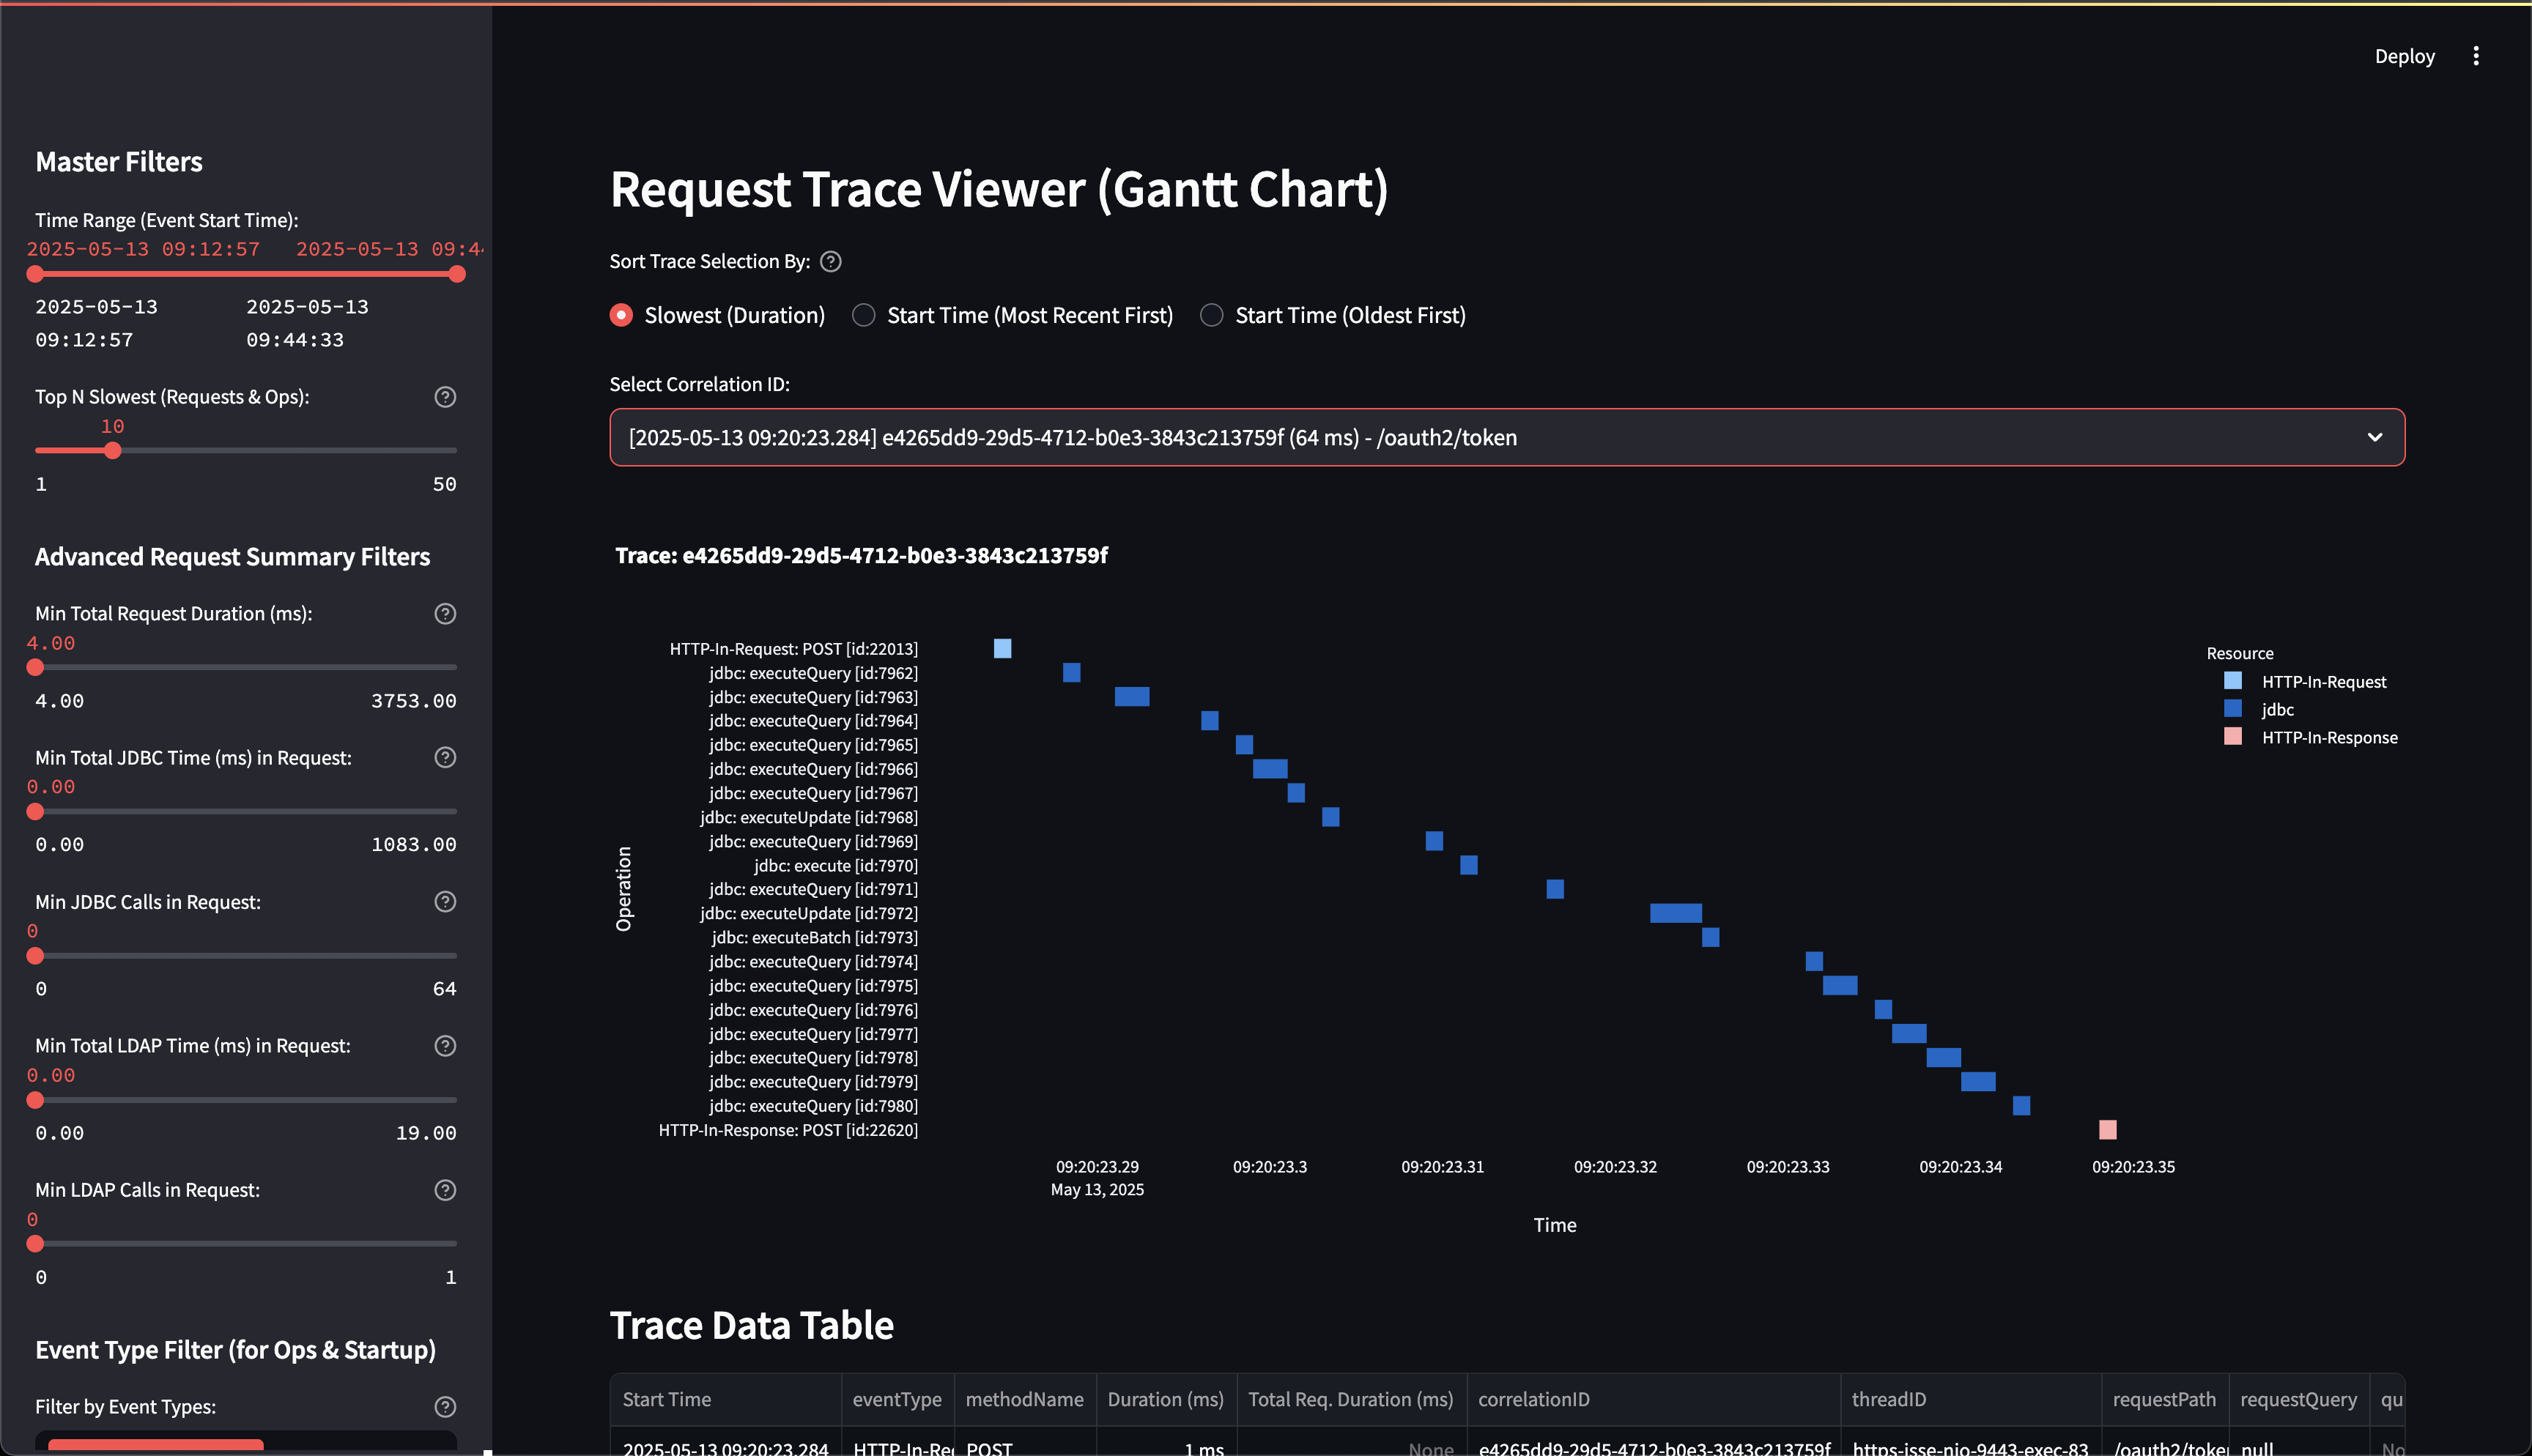 Deploy
Master Filters
Time Range (Event Start Time):
2025-05-13 09:12:57 2025-05-13 09:4
2025-05-13 09:12:57
2025-05-13 09:44:33
Top N Slowest (Requests & Ops):
10
1 50
Advanced Request Summary Filters
Min Total Request Duration (ms):
4.00
4.00 3753.00
Min Total JDBC Time (ms) in Request:
0.00
0.00 1083.00
Min JDBC Calls in Request:
0
0 64
Min Total LDAP Time (ms) in Request:
0.00
0.00 19.00
Min LDAP Calls in Request:
0
0 1
Event Type Filter (for Ops & Startup)
Filter by Event Types:
Request Trace Viewer (Gantt Chart)
Sort Trace Selection By:
Slowest (Duration) Start Time (Most Recent First) Start Time (Oldest First)
Select Correlation ID:
[2025-05-13 09:20:23.284] e4265dd9-29d5-4712-b0e3-3843c213759f (64 ms) - /oauth2/token
Trace: e4265dd9-29d5-4712-b0e3-3843c213759f
Operation
HTTP-In-Request: POST [id:22013]
jdbc: executeQuery [id:7962]
jdbc: executeQuery [id:7963]
jdbc: executeQuery [id:7964]
jdbc: executeQuery [id:7965]
jdbc: executeQuery [id:7966]
jdbc: executeQuery [id:7967]
jdbc: executeUpdate [id:7968]
jdbc: executeQuery [id:7969]
jdbc: execute [id:7970]
jdbc: executeQuery [id:7971]
jdbc: executeUpdate [id:7972]
jdbc: executeBatch [id:7973]
jdbc: executeQuery [id:7974]
jdbc: executeQuery [id:7975]
jdbc: executeQuery [id:7976]
jdbc: executeQuery [id:7977]
jdbc: executeQuery [id:7978]
jdbc: executeQuery [id:7979]
jdbc: executeQuery [id:7980]
HTTP-In-Response: POST [id:22620]
Resource
HTTP-In-Request
jdbc
HTTP-In-Response
09:20:23.29 09:20:23.3 09:20:23.31 09:20:23.32 09:20:23.33 09:20:23.34 09:20:23.35
May 13, 2025
Time
Trace Data Table
Start Time eventType methodName Duration (ms) Total Req. Duration (ms) correlationID threadID requestPath requestQuery qu
2025-05-13 09:20:23.284 HTTP-In-Re POST 1 ms None e4265dd9-29d5-4712-b0e3-3843c213759f https-jsse-nio-9443-exec-83 /oauth2/toke null No